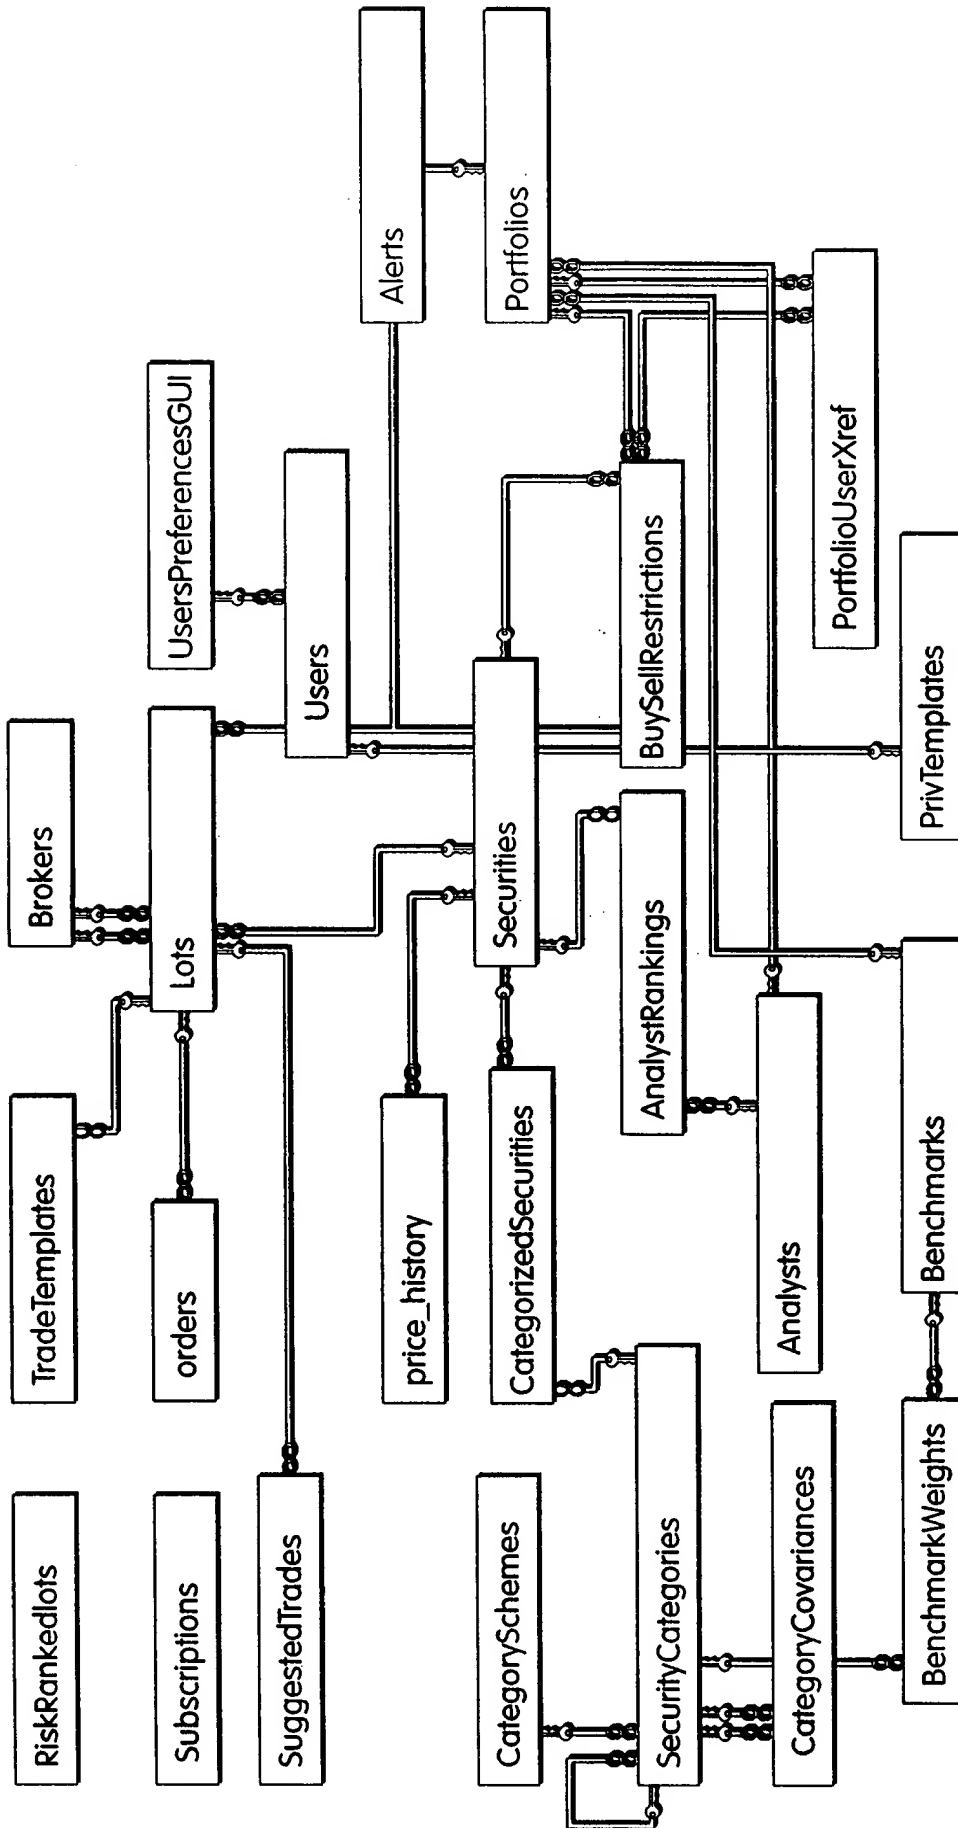 RiskRankedlots
TradeTemplates
Brokers
Subscriptions
orders
Lots
UsersPreferencesGUI
SuggestedTrades
Users
Alerts
price_history
CategorySchemes
CategorizedSecurities
Securities
Portfolios
SecurityCategories
AnalystRankings
BuySellRestrictions
CategoryCovariances
Analysts
PortfolioUserXref
BenchmarkWeights
Benchmarks
PrivTemplates